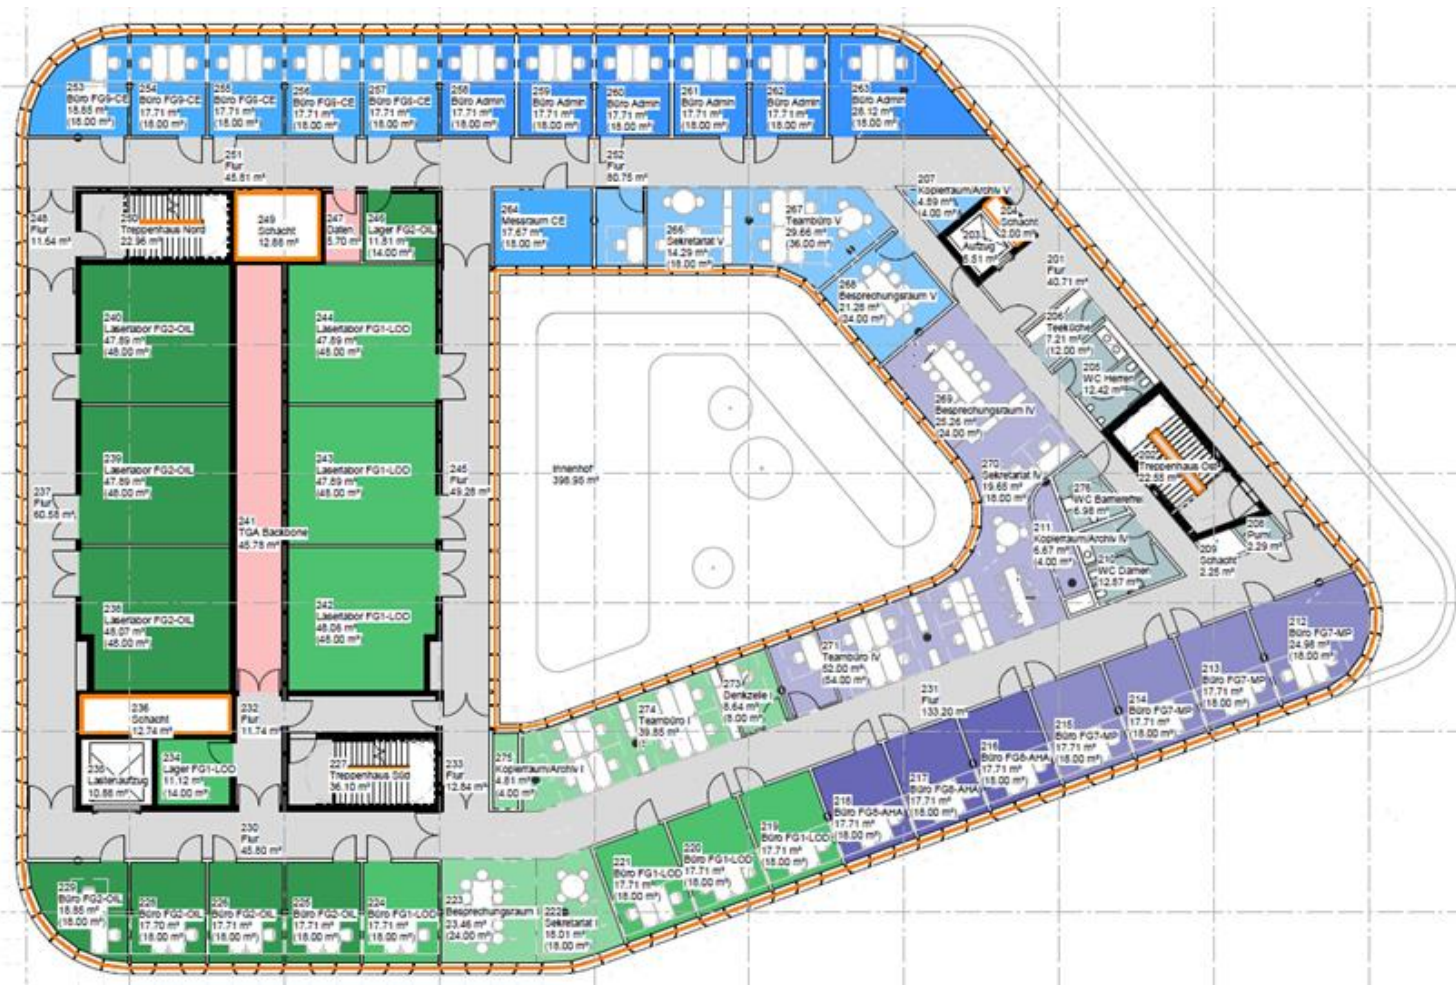 253
Büro FG9-CE
18.85 m²
(18.00 m²)
254
Büro FG9-CE
17.71 m²
(18.00 m²)
255
Büro FG9-CE
17.71 m²
(18.00 m²)
256
Büro FG9-CE
17.71 m²
(18.00 m²)
257
Büro FG9-CE
17.71 m²
(18.00 m²)
258
Büro Admin
17.71 m²
(18.00 m²)
259
Büro Admin
17.71 m²
(18.00 m²)
260
Büro Admin
17.71 m²
(18.00 m²)
261
Büro Admin
17.71 m²
(18.00 m²)
262
Büro Admin
17.71 m²
(18.00 m²)
263
Büro Admin
26.12 m²
(18.00 m²)
251
Flur
45.81 m²
252
Flur
80.75 m²
248
Flur
11.64 m²
250
Treppenhaus Nord
22.96 m²
249
Schacht
12.88 m²
247
Daten
5.70 m²
246
Lager FG2-OIL
11.81 m²
(14.00 m²)
264
Messraum CE
17.67 m²
(18.00 m²)
266
Sekretariat V
14.29 m²
(18.00 m²)
267
Teambüro V
29.66 m²
(36.00 m²)
207
Kopierraum/Archiv V
4.89 m²
(4.00 m²)
204
Schacht
2.00 m²
203
Aufzug
5.51 m²
201
Flur
40.71 m²
268
Besprechungsraum V
21.26 m²
(24.00 m²)
206
Teeküche
7.21 m²
(12.00 m²)
205
WC Herren
12.42 m²
240
Laserlabor FG2-OIL
47.89 m²
(48.00 m²)
244
Laserlabor FG1-LOD
47.89 m²
(48.00 m²)
269
Besprechungsraum IV
25.26 m²
(24.00 m²)
239
Laserlabor FG2-OIL
47.89 m²
(48.00 m²)
243
Laserlabor FG1-LOD
47.89 m²
(48.00 m²)
245
Flur
49.28 m²
Innenhof
398.95 m²
270
Sekretariat IV
19.65 m²
(18.00 m²)
202
Treppenhaus Ost
22.55 m²
237
Flur
60.58 m²
241
TGA Backbone
45.78 m²
276
WC Barrierefrei
6.98 m²
211
Kopierraum/Archiv IV
6.67 m²
(4.00 m²)
208
Pumi
2.29 m²
209
Schacht
2.25 m²
210
WC Damen
12.57 m²
238
Laserlabor FG2-OIL
48.07 m²
(48.00 m²)
242
Laserlabor FG1-LOD
48.06 m²
(48.00 m²)
212
Büro FG7-MP
24.98 m²
(18.00 m²)
271
Teambüro IV
52.00 m²
(54.00 m²)
213
Büro FG7-MP
17.71 m²
(18.00 m²)
273
Denkzelle I
8.64 m²
(8.00 m²)
231
Flur
133.20 m²
214
Büro FG7-MP
17.71 m²
(18.00 m²)
236
Schacht
12.74 m²
232
Flur
11.74 m²
274
Teambüro I
39.85 m²
215
Büro FG7-MP
17.71 m²
(18.00 m²)
216
Büro FG8-AHA
17.71 m²
(18.00 m²)
235
Lastenaufzug
10.88 m²
234
Lager FG1-LOD
11.12 m²
(14.00 m²)
227
Treppenhaus Süd
36.10 m²
233
Flur
12.84 m²
275
Kopierraum/Archiv I
4.81 m²
(4.00 m²)
217
Büro FG8-AHA
17.71 m²
(18.00 m²)
218
Büro FG8-AHA
17.71 m²
(18.00 m²)
230
Flur
45.80 m²
219
Büro FG1-LOD
17.71 m²
(18.00 m²)
220
Büro FG1-LOD
17.71 m²
(18.00 m²)
221
Büro FG1-LOD
17.71 m²
(18.00 m²)
229
Büro FG2-OIL
18.85 m²
(18.00 m²)
Büro FG2-OIL
17.70 m²
(18.00 m²)
226
Büro FG2-OIL
17.71 m²
(18.00 m²)
225
Büro FG2-OIL
17.71 m²
(18.00 m²)
224
Büro FG1-LOD
17.71 m²
(18.00 m²)
223
Besprechungsraum I
23.46 m²
(24.00 m²)
222
Sekretariat I
18.01 m²
(18.00 m²)